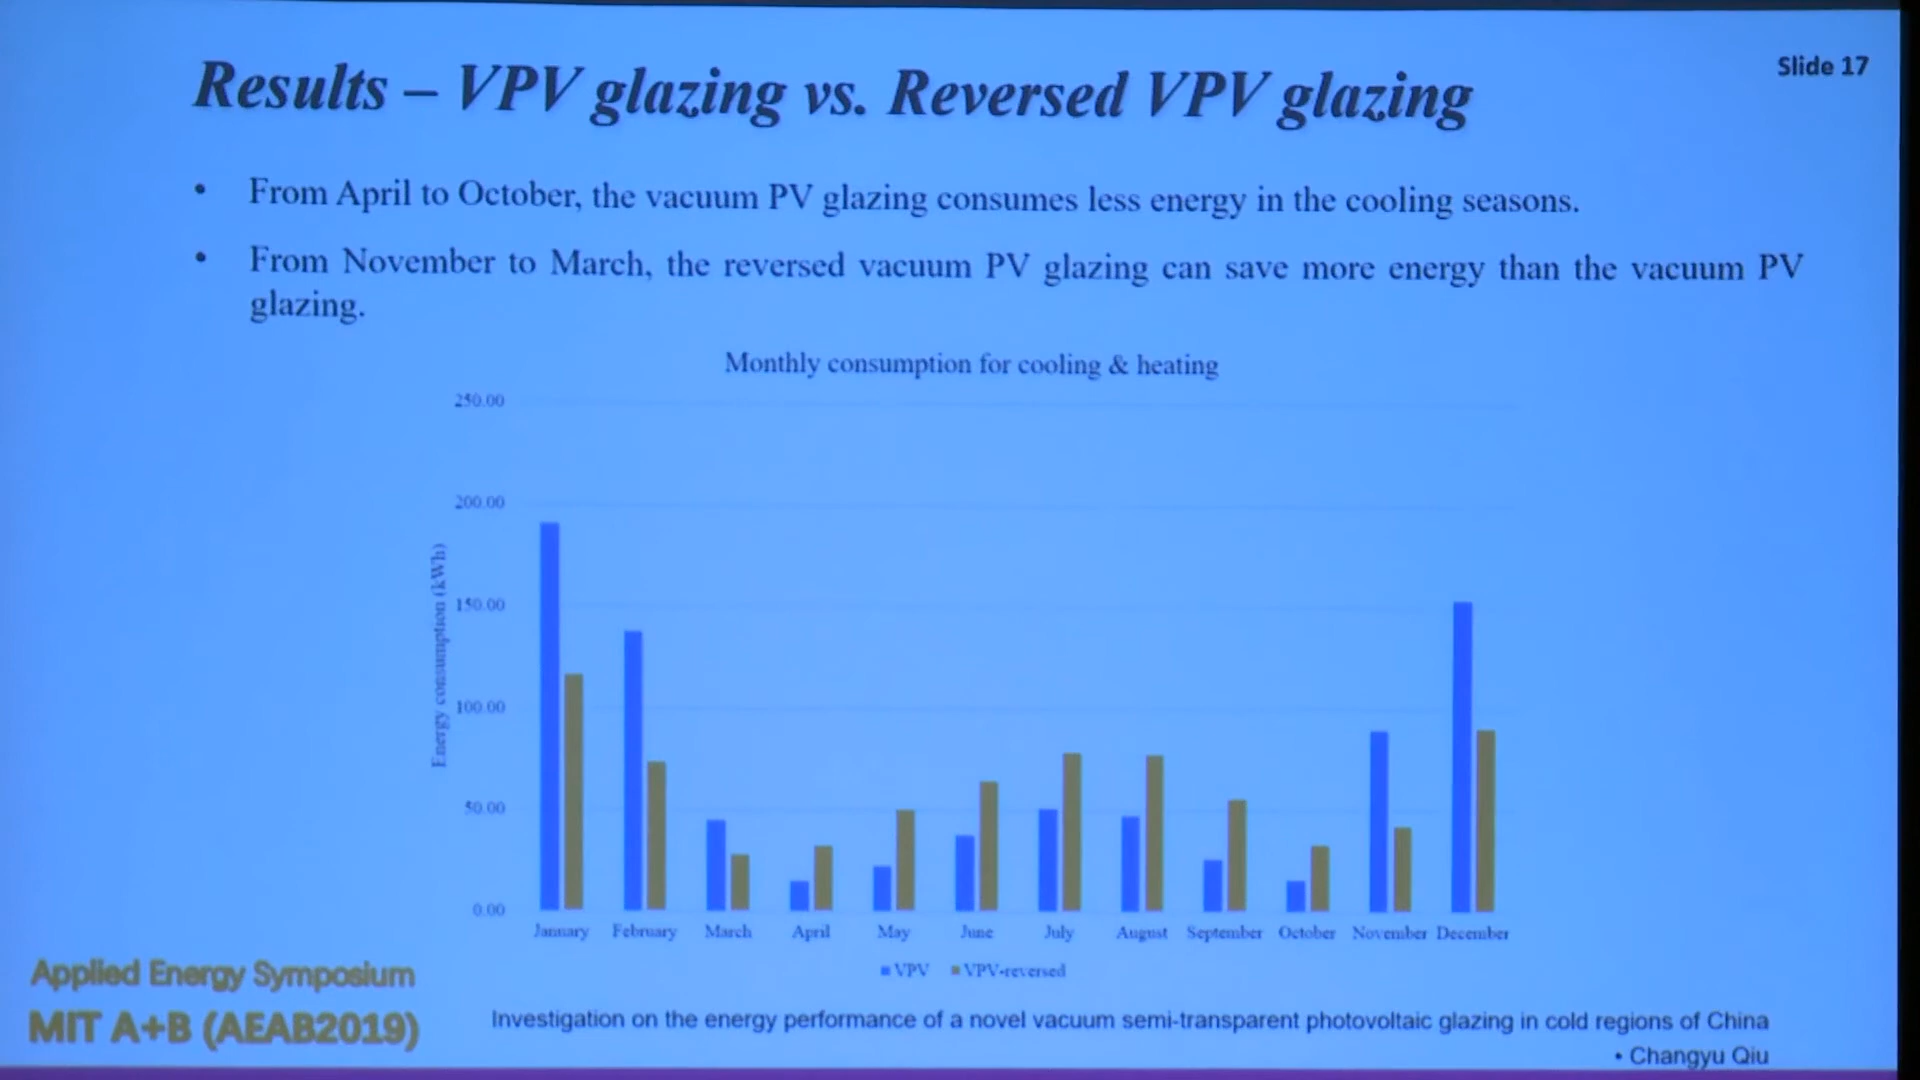 Slide 17
Results – VPV glazing vs. Reversed VPV glazing
• From April to October, the vacuum PV glazing consumes less energy in the cooling seasons.
• From November to March, the reversed vacuum PV glazing can save more energy than the vacuum PV
glazing.
Monthly consumption for cooling & heating
250.00
200.00
150.00
100.00
50.00
0.00
Energy consumption (kWh)
January February March April May June July August September October November December
VPV VPV-reversed
Applied Energy Symposium
MIT A+B (AEAB2019)
Investigation on the energy performance of a novel vacuum semi-transparent photovoltaic glazing in cold regions of China
• Changyu Qiu